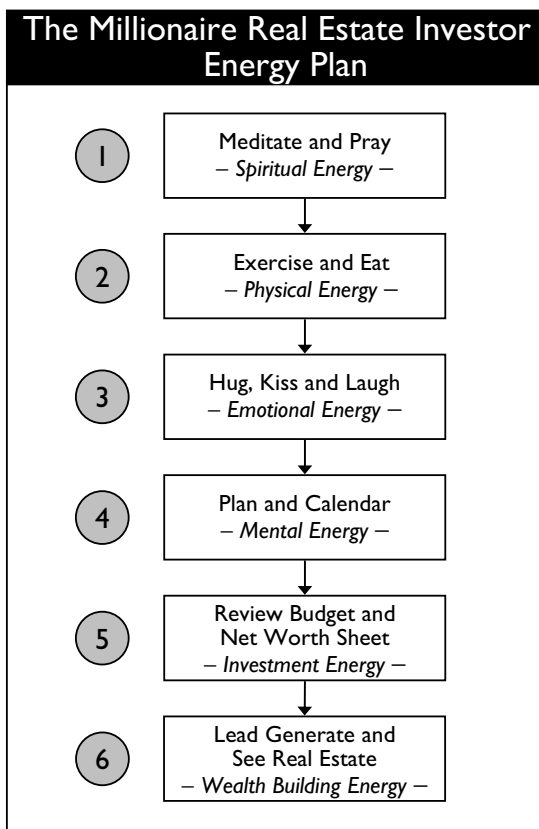 The Millionaire Real Estate Investor
Energy Plan
1
Meditate and Pray
– Spiritual Energy –
2
Exercise and Eat
– Physical Energy –
3
Hug, Kiss and Laugh
– Emotional Energy –
4
Plan and Calendar
– Mental Energy –
5
Review Budget and
Net Worth Sheet
– Investment Energy –
6
Lead Generate and
See Real Estate
– Wealth Building Energy –